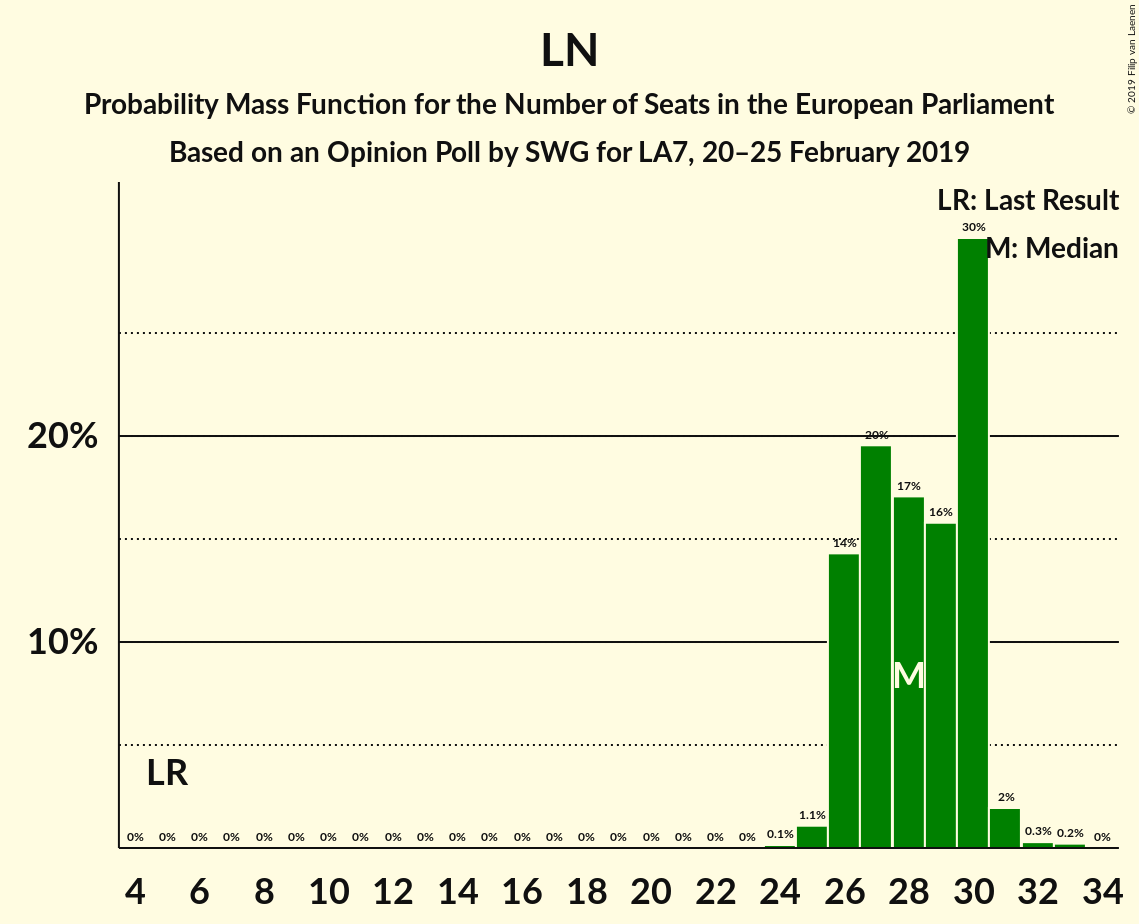 LN
Probability Mass Function for the Number of Seats in the European Parliament
Based on an Opinion Poll by SWG for LA7, 20–25 February 2019
© 2019 Filip van Laenen
LR: Last Result
M: Median
20%
10%
LR
M
0% 0% 0% 0% 0% 0% 0% 0% 0% 0% 0% 0% 0% 0% 0% 0% 0% 0% 0% 0% 0.1% 1.1% 14% 20% 17% 16% 30% 2% 0.3% 0.2% 0%
4 6 8 10 12 14 16 18 20 22 24 26 28 30 32 34